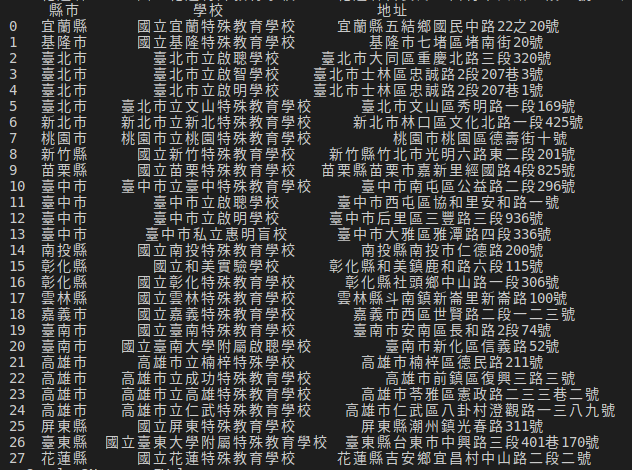 縣市 學校 地址
0 宜蘭縣 國立宜蘭特殊教育學校 宜蘭縣五結鄉國民中路22之20號
1 基隆市 國立基隆特殊教育學校 基隆市七堵區堵南街20號
2 臺北市 臺北市立啟聰學校 臺北市大同區重慶北路三段320號
3 臺北市 臺北市立啟智學校 臺北市士林區忠誠路2段207巷3號
4 臺北市 臺北市立啟明學校 臺北市士林區忠誠路2段207巷1號
5 臺北市 臺北市立文山特殊教育學校 臺北市文山區秀明路一段169號
6 新北市 新北市立新北特殊教育學校 新北市林口區文化北路一段425號
7 桃園市 桃園市立桃園特殊教育學校 桃園市桃園區德壽街十號
8 新竹縣 國立新竹特殊教育學校 新竹縣竹北市光明六路東二段201號
9 苗栗縣 國立苗栗特殊教育學校 苗栗縣苗栗市嘉新里經國路4段825號
10 臺中市 臺中市立臺中特殊教育學校 臺中市南屯區公益路二段296號
11 臺中市 臺中市立啟聰學校 臺中市西屯區協和里安和路一號
12 臺中市 臺中市立啟明學校 臺中市后里區三豐路三段936號
13 臺中市 臺中市私立惠明盲校 臺中市大雅區雅潭路四段336號
14 南投縣 國立南投特殊教育學校 南投縣南投市仁德路200號
15 彰化縣 國立和美實驗學校 彰化縣和美鎮鹿和路六段115號
16 彰化縣 國立彰化特殊教育學校 彰化縣社頭鄉中山路一段306號
17 雲林縣 國立雲林特殊教育學校 雲林縣斗南鎮新崙里新崙路100號
18 嘉義市 國立嘉義特殊教育學校 嘉義市西區世賢路二段一二三號
19 臺南市 國立臺南特殊教育學校 臺南市安南區長和路2段74號
20 臺南市 國立臺南大學附屬啟聰學校 臺南市新化區信義路52號
21 高雄市 高雄市立楠梓特殊學校 高雄市楠梓區德民路211號
22 高雄市 高雄市立成功特殊教育學校 高雄市前鎮區復興三路三號
23 高雄市 高雄市立高雄特殊教育學校 高雄市苓雅區憲政路二三三巷二號
24 高雄市 高雄市立仁武特殊教育學校 高雄市仁武區八卦村澄觀路一三八九號
25 屏東縣 國立屏東特殊教育學校 屏東縣潮州鎮光春路311號
26 臺東縣 國立臺東大學附屬特殊教育學校 臺東縣台東市中興路三段401巷170號
27 花蓮縣 國立花蓮特殊教育學校 花蓮縣吉安鄉宜昌村中山路二段二號